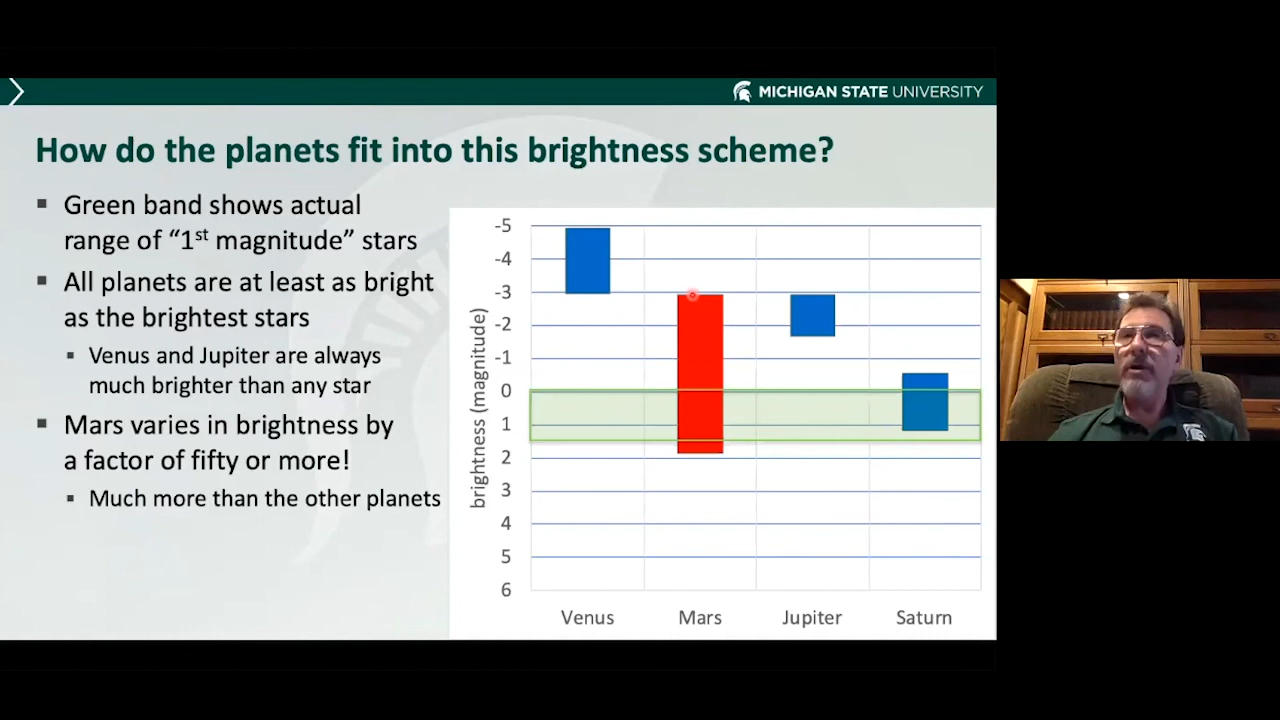 MICHIGAN STATE UNIVERSITY
How do the planets fit into this brightness scheme?
▪ Green band shows actual
range of “1st magnitude” stars
▪ All planets are at least as bright
as the brightest stars
▪ Venus and Jupiter are always
much brighter than any star
▪ Mars varies in brightness by
a factor of fifty or more!
▪ Much more than the other planets
brightness (magnitude)
-5
-4
-3
-2
-1
0
1
2
3
4
5
6
Venus Mars Jupiter Saturn